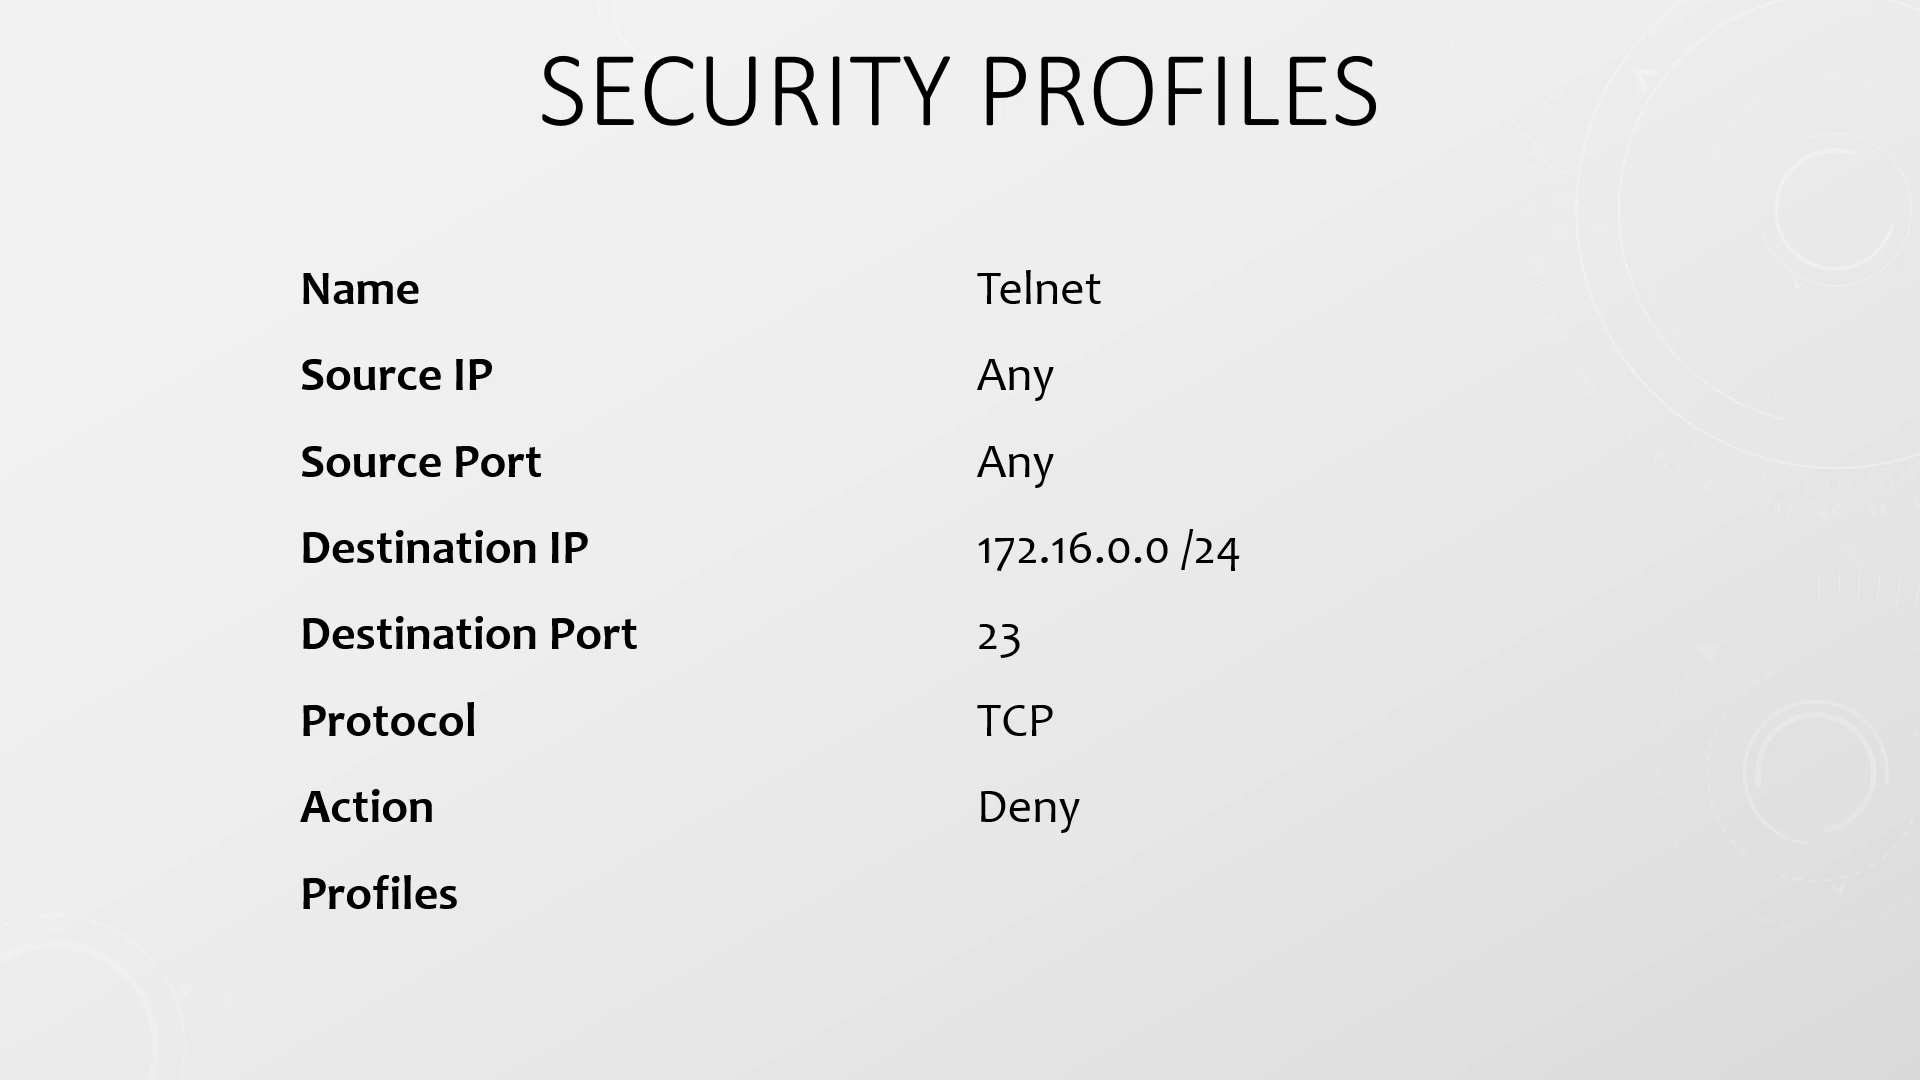 SECURITY PROFILES
Name Telnet
Source IP Any
Source Port Any
Destination IP 172.16.0.0 /24
Destination Port 23
Protocol TCP
Action Deny
Profiles